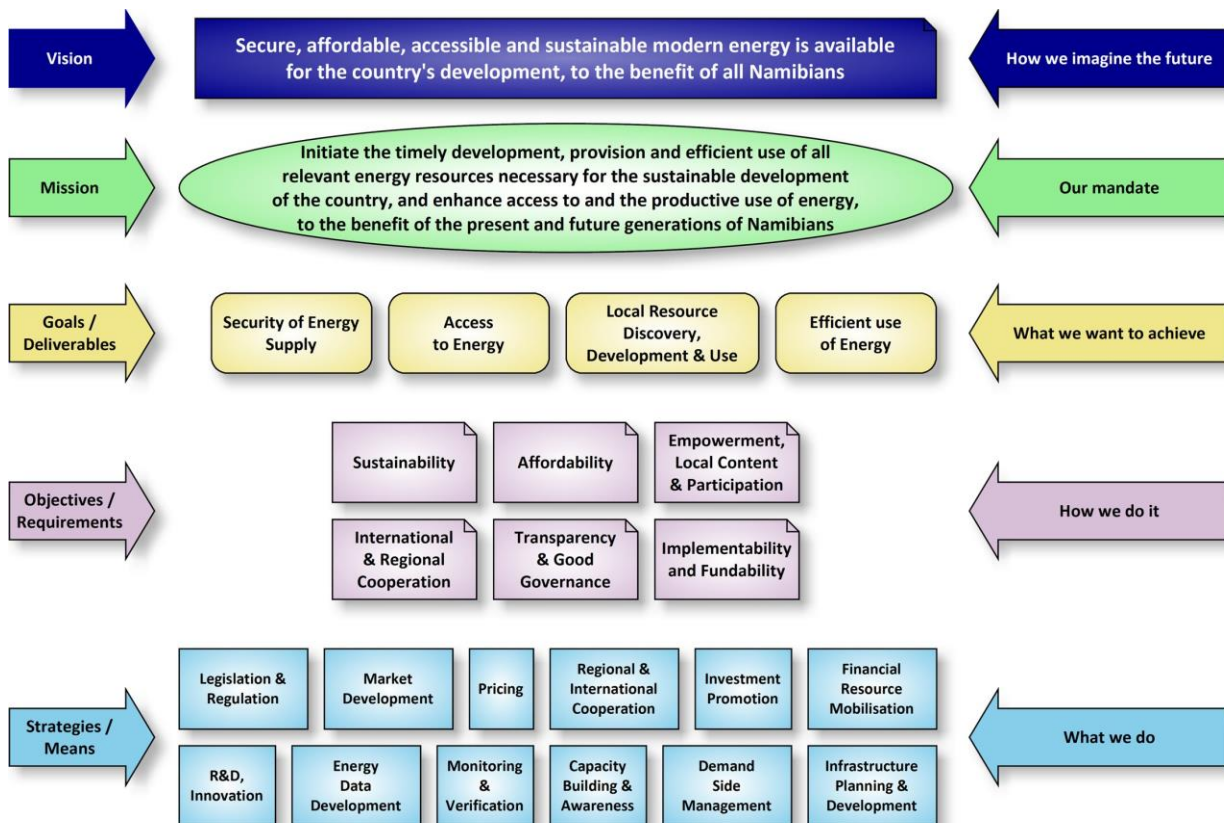 Vision
Secure, affordable, accessible and sustainable modern energy is available
for the country's development, to the benefit of all Namibians
How we imagine the future
Mission
Initiate the timely development, provision and efficient use of all
relevant energy resources necessary for the sustainable development
of the country, and enhance access to and the productive use of energy,
to the benefit of the present and future generations of Namibians
Our mandate
Goals /
Deliverables
Security of Energy
Supply
Access
to Energy
Local Resource
Discovery,
Development & Use
Efficient use
of Energy
What we want to achieve
Objectives /
Requirements
Sustainability
Affordability
Empowerment,
Local Content
& Participation
International
& Regional
Cooperation
Transparency
& Good
Governance
Implementability
and Fundability
How we do it
Strategies /
Means
Legislation &
Regulation
Market
Development
Pricing
Regional &
International
Cooperation
Investment
Promotion
Financial
Resource
Mobilisation
R&D,
Innovation
Energy
Data
Development
Monitoring
&
Verification
Capacity
Building &
Awareness
Demand
Side
Management
Infrastructure
Planning &
Development
What we do